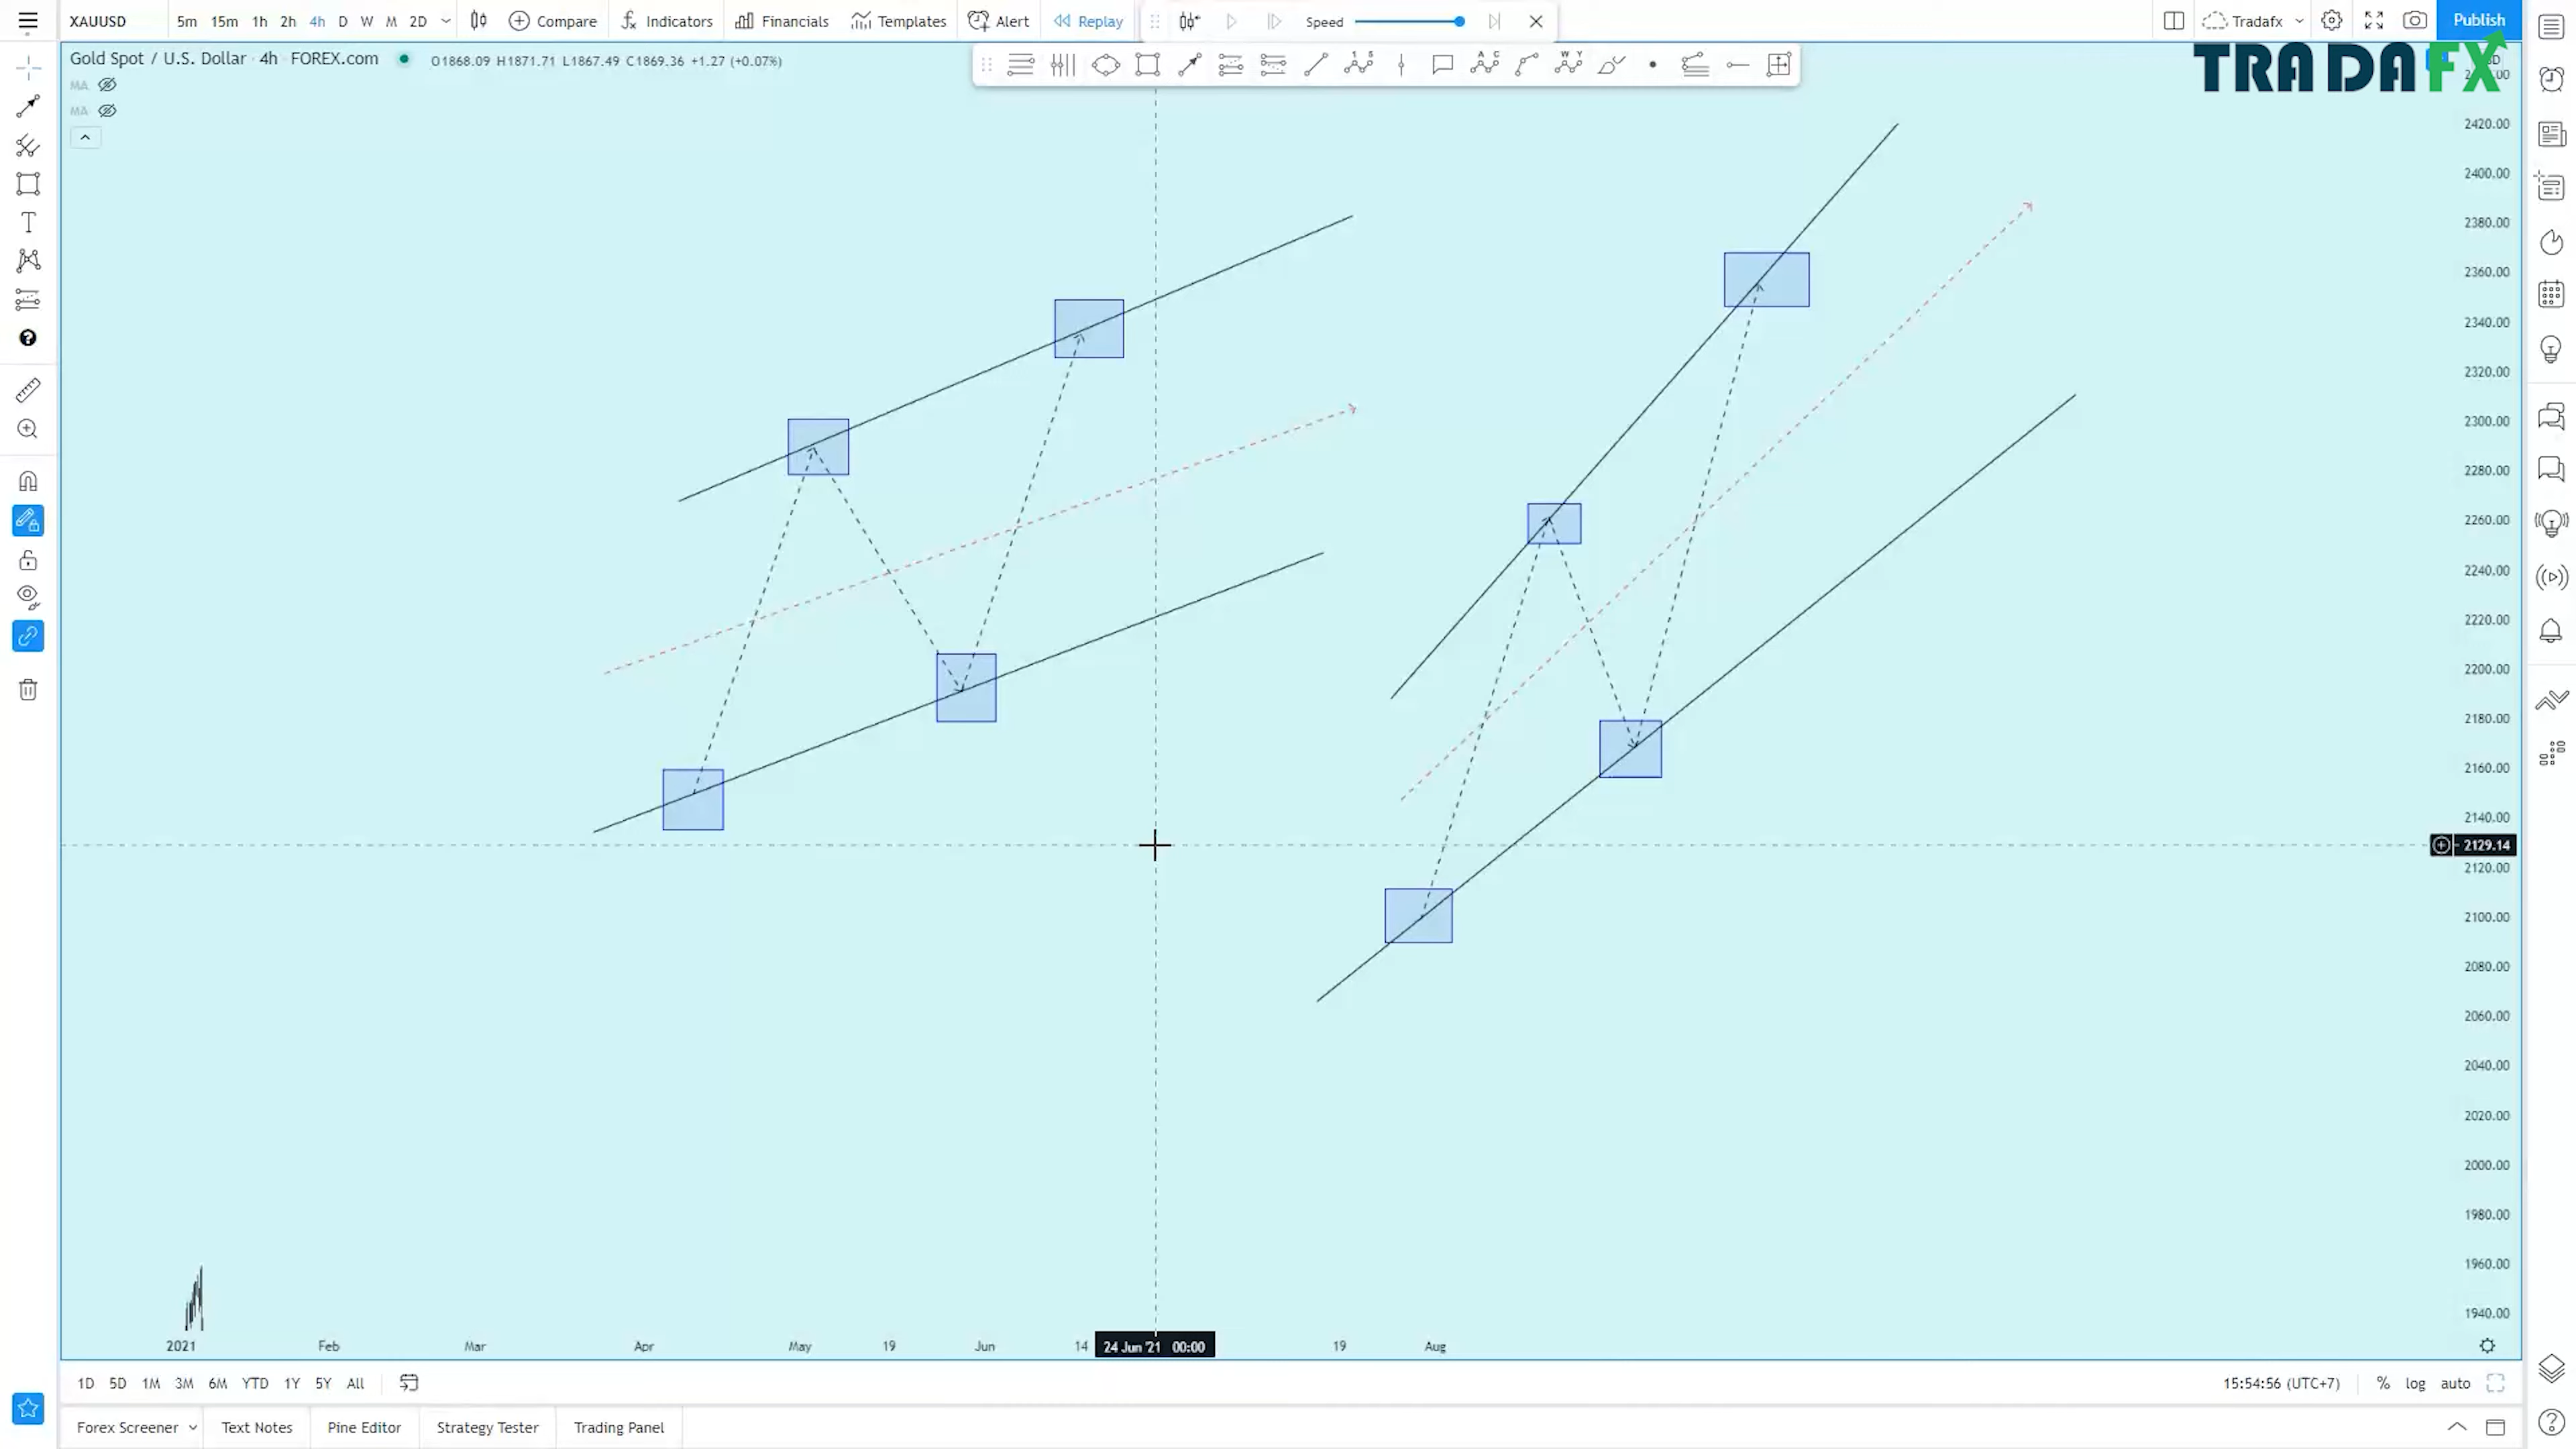 XAUUSD 5m 15m 1h 2h 4h D W M 2D Compare Indicators Financials Templates Alert Replay Speed Tradafx Publish
Gold Spot / U.S. Dollar · 4h · FOREX.com O1868.09 H1871.71 L1867.49 C1869.36 +1.27 (+0.07%)
TRADAFX
MA
MA
1 5
A C
W Y
2420.00
2400.00
2380.00
2360.00
2340.00
2320.00
2300.00
2280.00
2260.00
2240.00
2220.00
2200.00
2180.00
2160.00
2140.00
2129.14
2120.00
2100.00
2080.00
2060.00
2040.00
2020.00
2000.00
1980.00
1960.00
1940.00
2021 Feb Mar Apr May 19 Jun 14 24 Jun '21 00:00 19 Aug
1D 5D 1M 3M 6M YTD 1Y 5Y All 15:54:56 (UTC+7) % log auto
Forex Screener Text Notes Pine Editor Strategy Tester Trading Panel